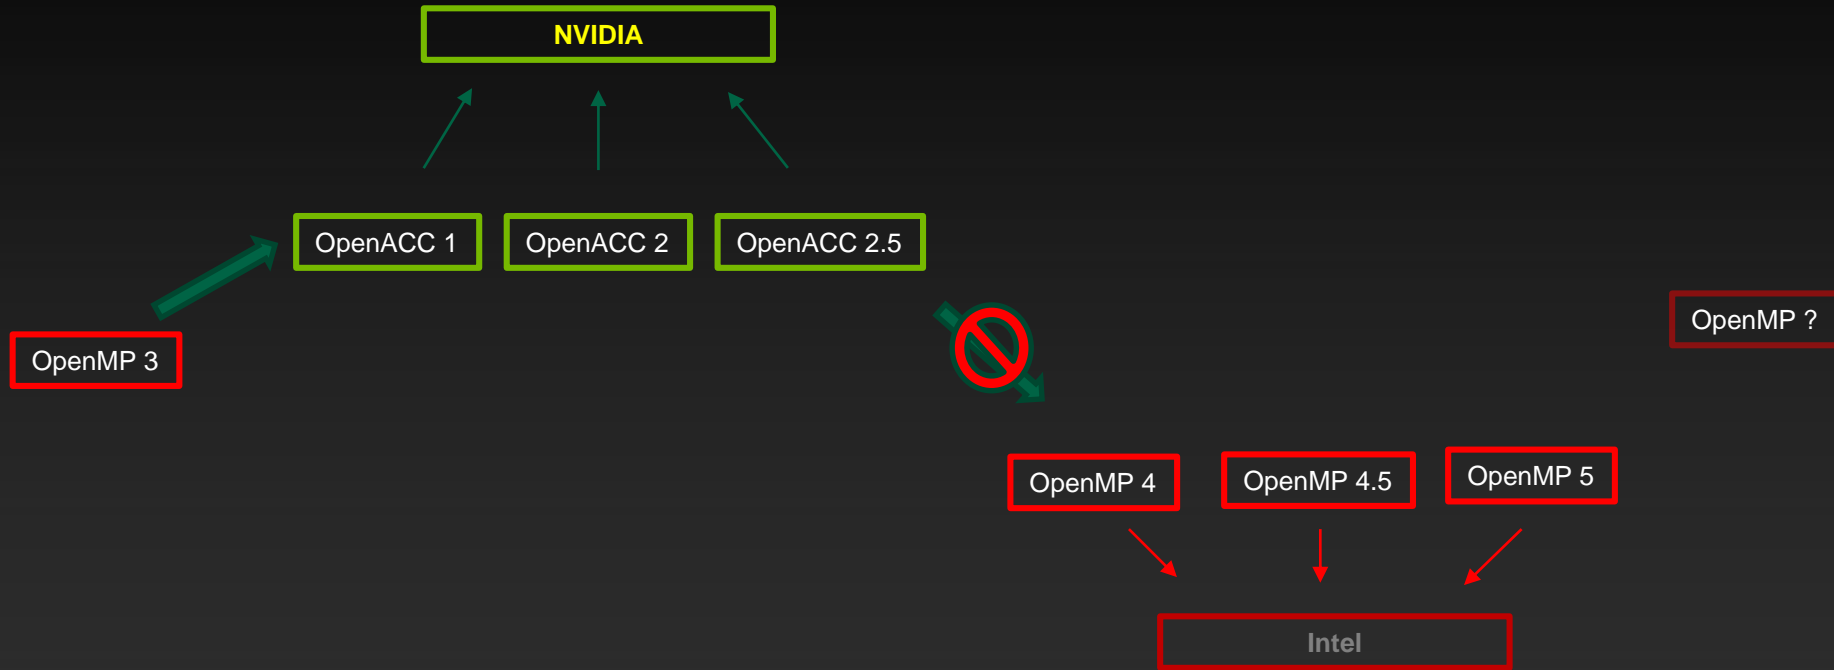 NVIDIA
OpenACC 1
OpenACC 2
OpenACC 2.5
OpenMP ?
OpenMP 3
OpenMP 4
OpenMP 4.5
OpenMP 5
Intel